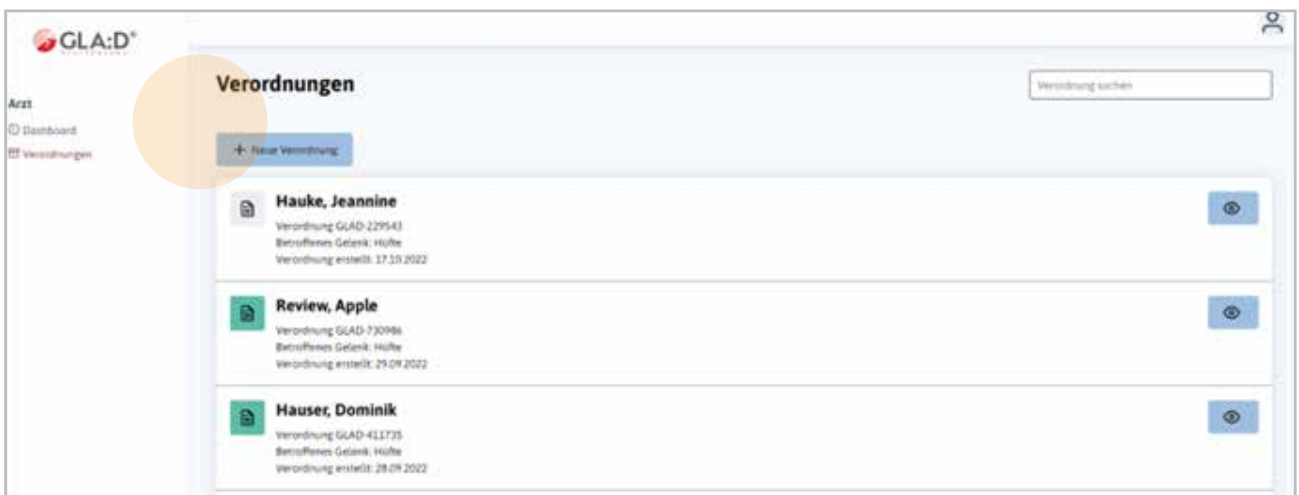 GLA:D®
Arzt
Dashboard
Verordnungen
Verordnungen
Verordnung suchen
+ Neue Verordnung
Hauke, Jeannine
Verordnung GLAD-229543
Betroffenes Gelenk: Hüfte
Verordnung erstellt: 17.10.2022
Review, Apple
Verordnung GLAD-730986
Betroffenes Gelenk: Hüfte
Verordnung erstellt: 29.09.2022
Hauser, Dominik
Verordnung GLAD-411735
Betroffenes Gelenk: Hüfte
Verordnung erstellt: 28.09.2022